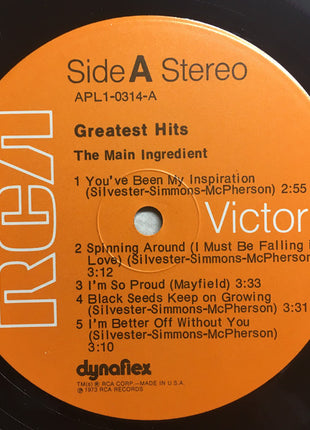 Side A Stereo
APL1-0314-A
Greatest Hits
The Main Ingredient
1 You've Been My Inspiration
(Silvester-Simmons-McPherson) 2:55
RCA
Victor
2 Spinning Around (I Must Be Falling I
Love) (Silvester-Simmons-McPherson)
3:12
3 I'm So Proud (Mayfield) 3:33
4 Black Seeds Keep on Growing
(Silvester-Simmons-McPherson) 3:31
5 I'm Better Off Without You
(Silvester-Simmons-McPherson)
3:10
dynaflex
TM(s) ® RCA CORP.—MADE IN U.S.A.
℗ 1973 RCA RECORDS